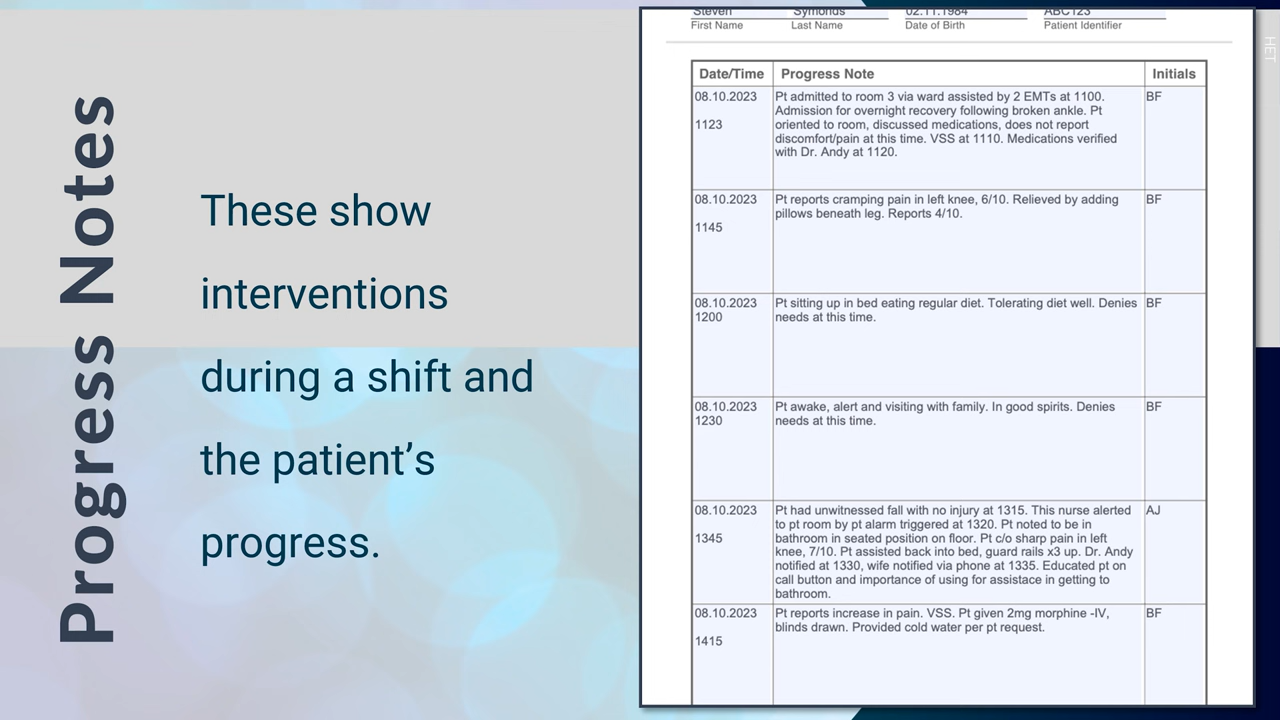 Progress Notes
These show
interventions
during a shift and
the patient’s
progress.
Steven Symonds 02.11.1984 ABC123
First Name Last Name Date of Birth Patient Identifier
Date/Time Progress Note Initials
08.10.2023 Pt admitted to room 3 via ward assisted by 2 EMTs at 1100. BF
Admission for overnight recovery following broken ankle. Pt
1123 oriented to room, discussed medications, does not report
discomfort/pain at this time. VSS at 1110. Medications verified
with Dr. Andy at 1120.
08.10.2023 Pt reports cramping pain in left knee, 6/10. Relieved by adding BF
pillows beneath leg. Reports 4/10.
1145
08.10.2023 Pt sitting up in bed eating regular diet. Tolerating diet well. Denies BF
1200 needs at this time.
08.10.2023 Pt awake, alert and visiting with family. In good spirits. Denies BF
1230 needs at this time.
08.10.2023 Pt had unwitnessed fall with no injury at 1315. This nurse alerted AJ
to pt room by pt alarm triggered at 1320. Pt noted to be in
1345 bathroom in seated position on floor. Pt c/o sharp pain in left
knee, 7/10. Pt assisted back into bed, guard rails x3 up. Dr. Andy
notified at 1330, wife notified via phone at 1335. Educated pt on
call button and importance of using for assistace in getting to
bathroom.
08.10.2023 Pt reports increase in pain. VSS. Pt given 2mg morphine -IV, BF
blinds drawn. Provided cold water per pt request.
1415
HET